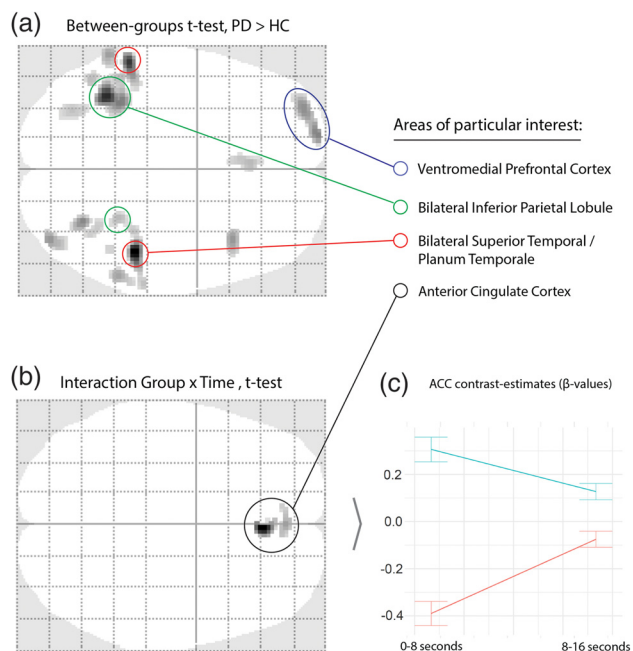 (a)
Between-groups t-test, PD > HC
Areas of particular interest:
Ventromedial Prefrontal Cortex
Bilateral Inferior Parietal Lobule
Bilateral Superior Temporal /
Planum Temporale
Anterior Cingulate Cortex
(b)
Interaction Group x Time , t-test
(c)
ACC contrast-estimates (β-values)
0.2
0.0
-0.2
-0.4
0-8 seconds
8-16 seconds